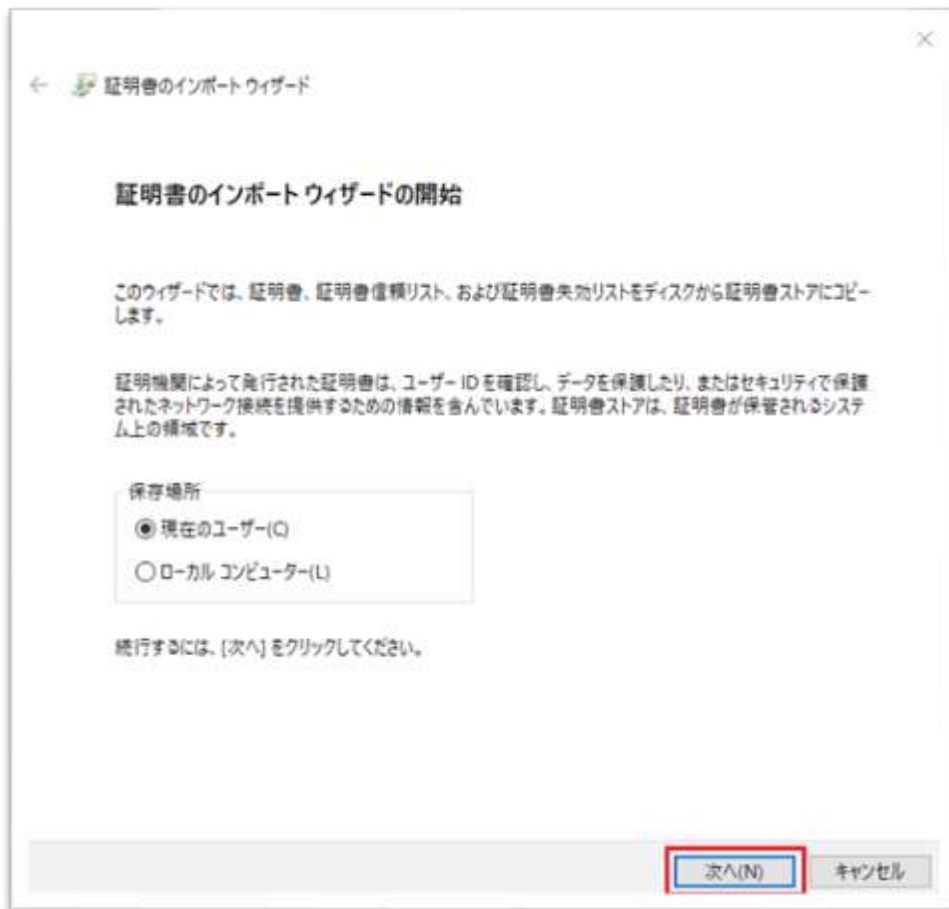 証明書のインポート ウィザード
証明書のインポート ウィザードの開始
このウィザードでは、証明書、証明書信頼リスト、および証明書失効リストをディスクから証明書ストアにコピー
します。
証明機関によって発行された証明書は、ユーザー ID を確認し、データを保護したり、またはセキュリティで保護
されたネットワーク接続を提供するための情報を含んでいます。証明書ストアは、証明書が保管されるシステ
ム上の領域です。
保存場所
現在のユーザー(C)
ローカル コンピューター(L)
続行するには、[次へ] をクリックしてください。
次へ(N)
キャンセル